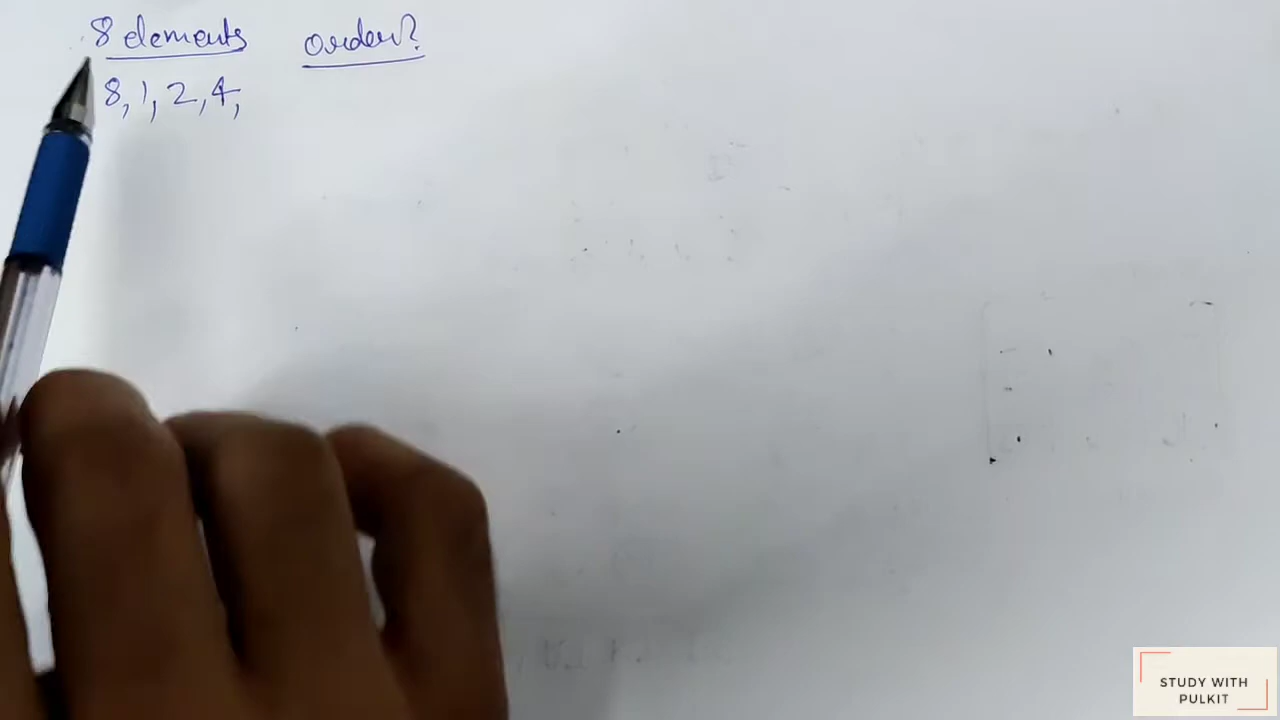 8 elements order?
8, 1, 2, 4,
STUDY WITH
PULKIT